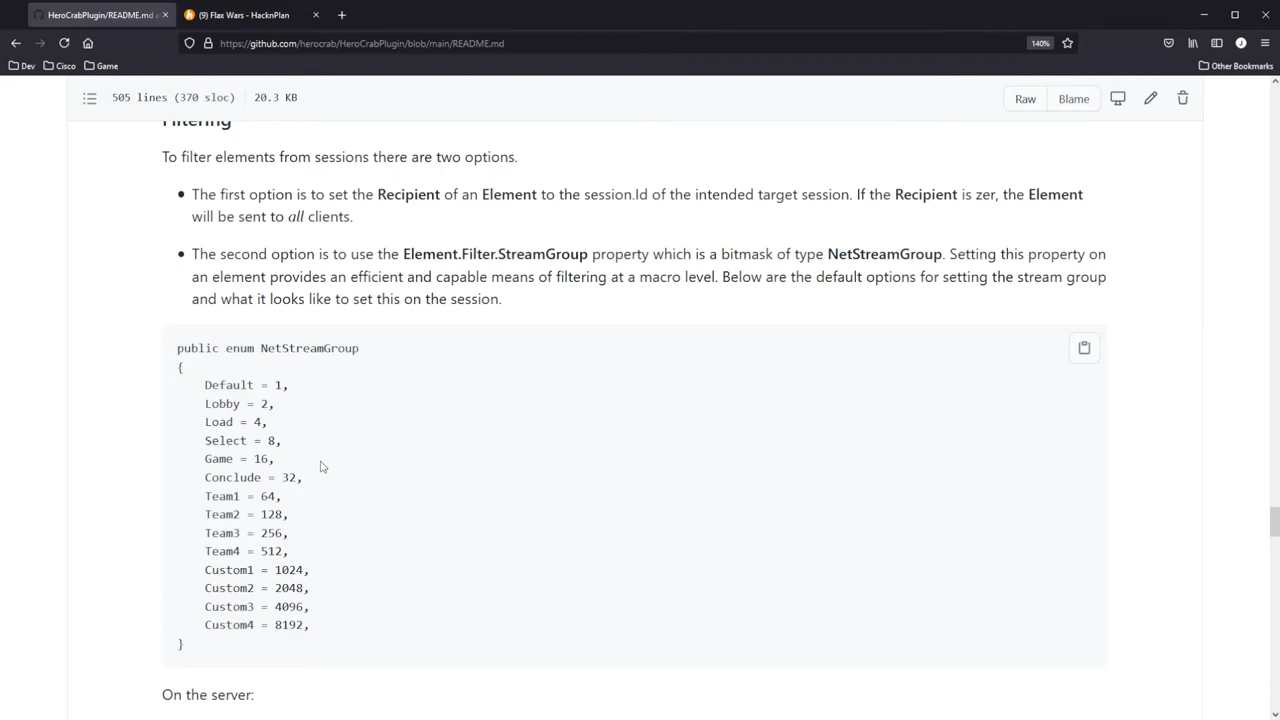 HeroCrabPlugin/README.md a
(9) Flax Wars - HacknPlan
https://github.com/herocrab/HeroCrabPlugin/blob/main/README.md
140%
Dev
Cisco
Game
Other Bookmarks
505 lines (370 sloc)
20.3 KB
Raw
Blame
Filtering
To filter elements from sessions there are two options.
The first option is to set the Recipient of an Element to the session.Id of the intended target session. If the Recipient is zer, the Element
will be sent to all clients.
The second option is to use the Element.Filter.StreamGroup property which is a bitmask of type NetStreamGroup. Setting this property on
an element provides an efficient and capable means of filtering at a macro level. Below are the default options for setting the stream group
and what it looks like to set this on the session.
public enum NetStreamGroup
{
Default = 1,
Lobby = 2,
Load = 4,
Select = 8,
Game = 16,
Conclude = 32,
Team1 = 64,
Team2 = 128,
Team3 = 256,
Team4 = 512,
Custom1 = 1024,
Custom2 = 2048,
Custom3 = 4096,
Custom4 = 8192,
}
On the server: